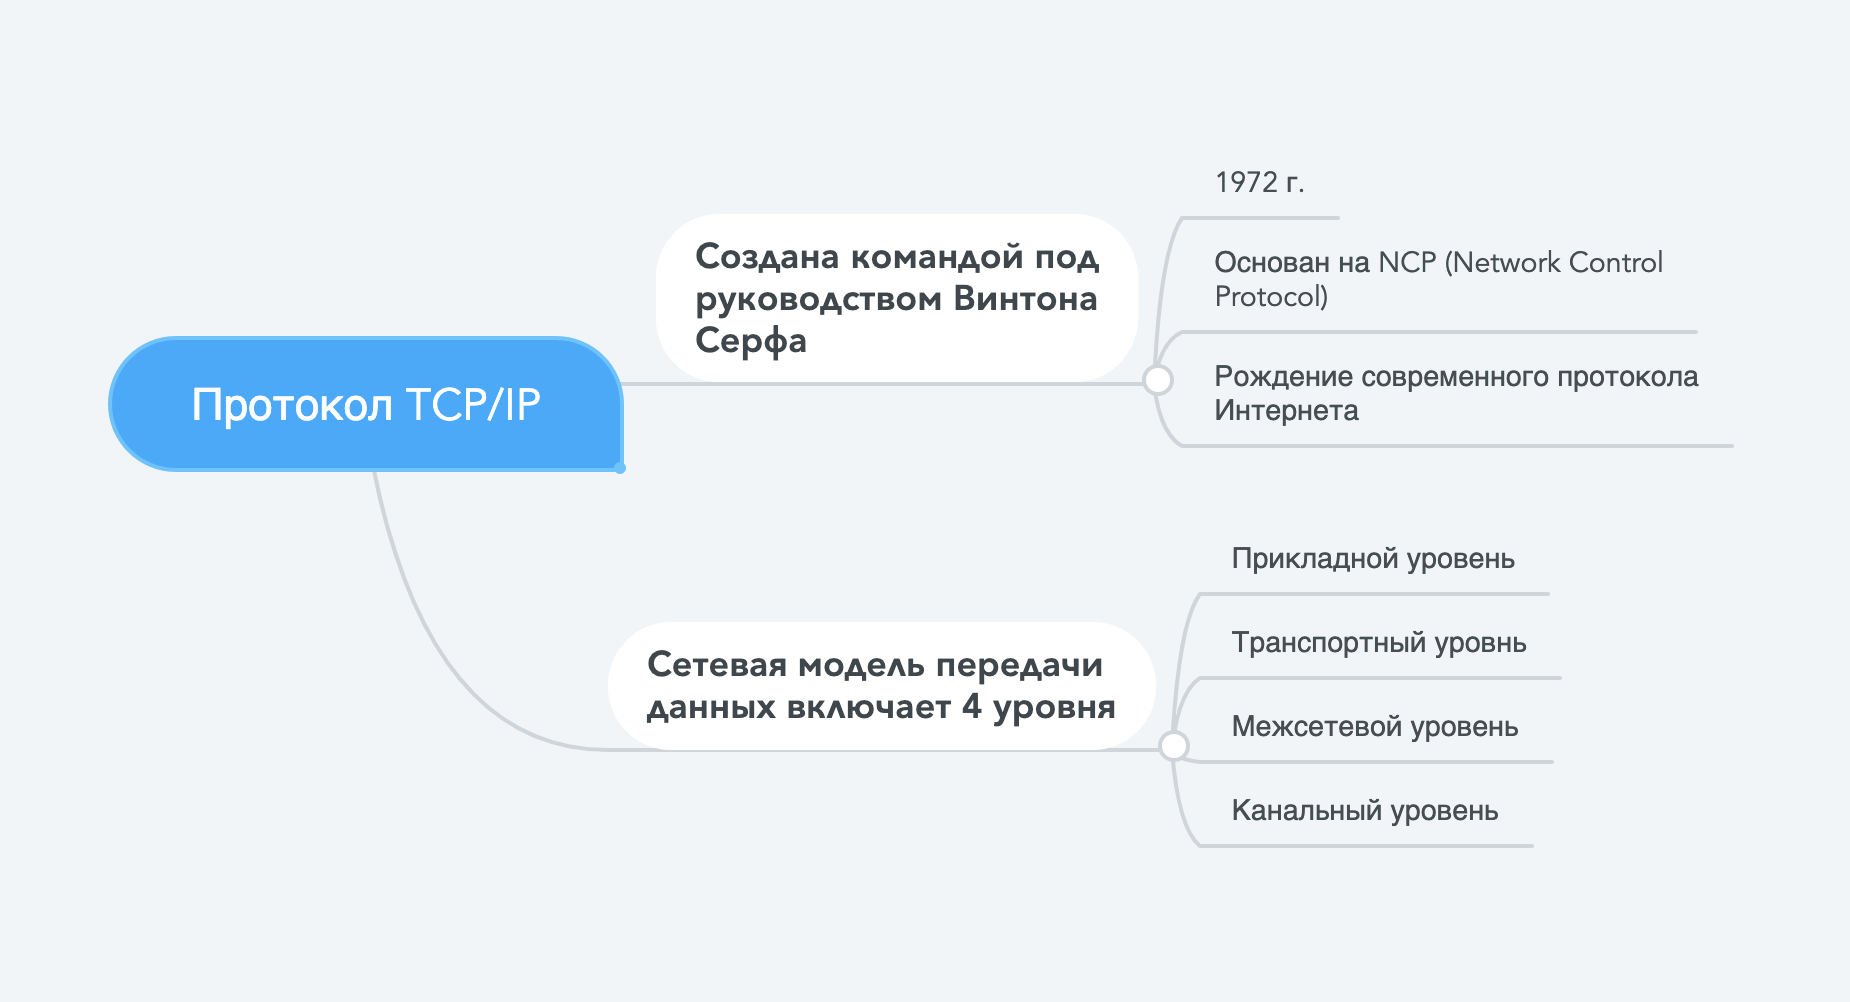 Протокол TCP/IP
Создана командой под
руководством Винтона
Серфа
1972 г.
Основан на NCP (Network Control
Protocol)
Рождение современного протокола
Интернета
Сетевая модель передачи
данных включает 4 уровня
Прикладной уровень
Транспортный уровнь
Межсетевой уровень
Канальный уровень